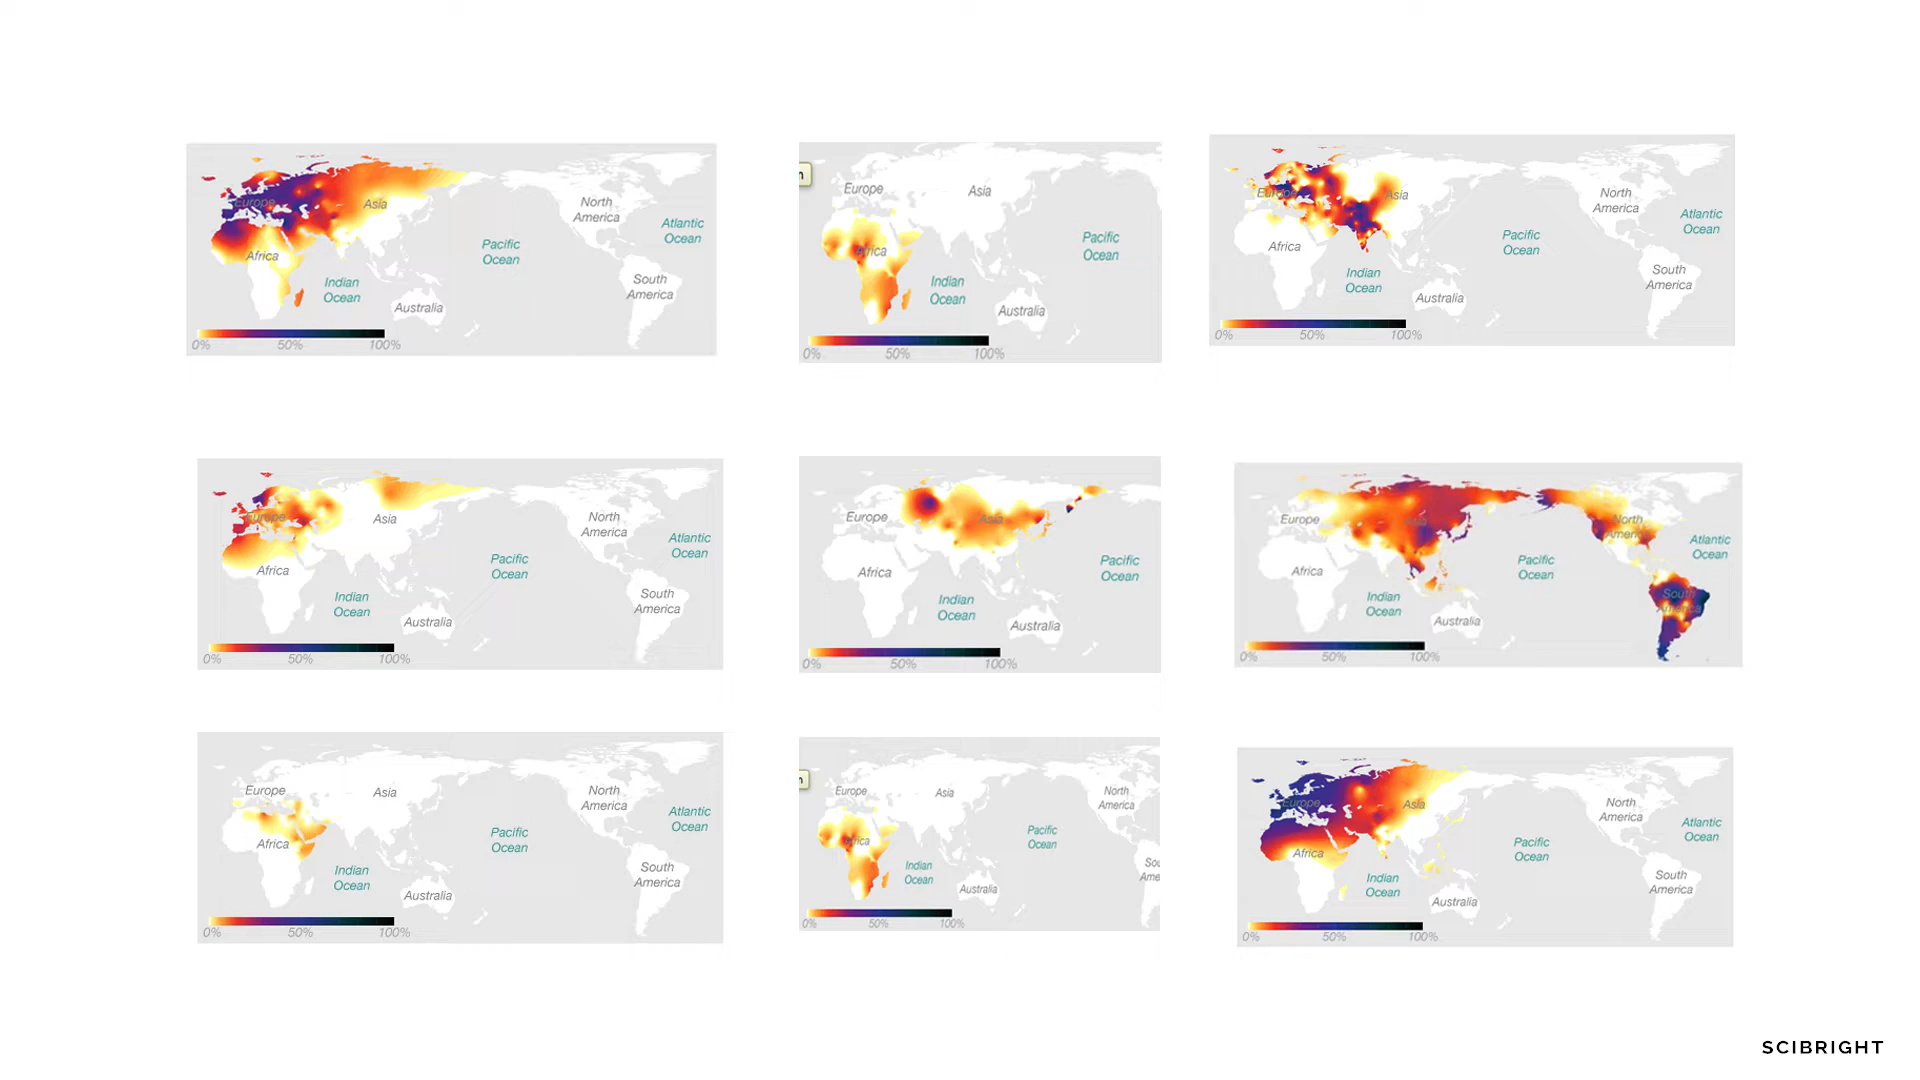 Europe
Asia
Africa
North
America
Atlantic
Ocean
Pacific
Ocean
Indian
Ocean
South
America
Australia
0%
50%
100%
n
Europe
Asia
Africa
Pacific
Ocean
Indian
Ocean
Australia
0%
50%
100%
Europe
Asia
Africa
North
America
Atlantic
Ocean
Pacific
Ocean
Indian
Ocean
South
America
Australia
0%
50%
100%
Europe
Asia
Africa
North
America
Atlantic
Ocean
Pacific
Ocean
Indian
Ocean
South
America
Australia
0%
50%
100%
Europe
Asia
Africa
Pacific
Ocean
Indian
Ocean
Australia
0%
50%
100%
Europe
Asia
Africa
North
America
Atlantic
Ocean
Pacific
Ocean
Indian
Ocean
South
America
Australia
0%
50%
100%
Europe
Asia
Africa
North
America
Atlantic
Ocean
Pacific
Ocean
Indian
Ocean
South
America
Australia
0%
50%
100%
n
Europe
Asia
Africa
North
America
Pacific
Ocean
Indian
Ocean
Sou
Ame
Australia
0%
50%
100%
Europe
Asia
Africa
North
America
Atlantic
Ocean
Pacific
Ocean
Indian
Ocean
South
America
Australia
0%
50%
100%
SCIBRIGHT